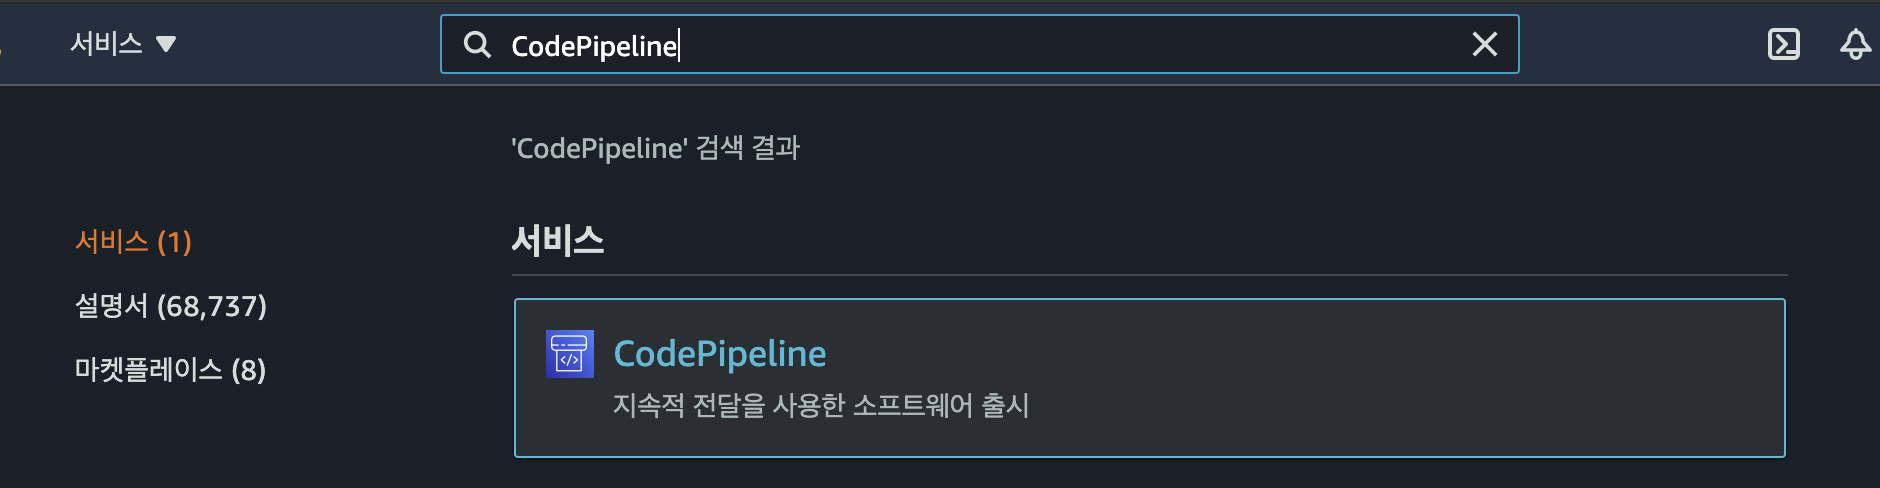 서비스 ▼
CodePipeline
'CodePipeline' 검색 결과
서비스 (1)
설명서 (68,737)
마켓플레이스 (8)
서비스
CodePipeline
지속적 전달을 사용한 소프트웨어 출시